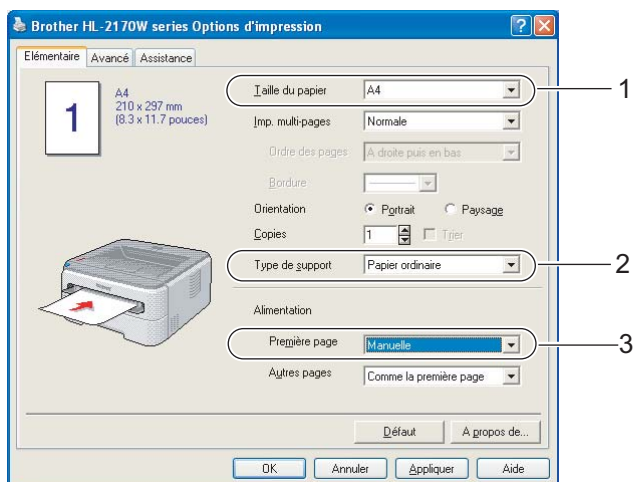 Brother HL-2170W series Options d'impression
Elémentaire Avancé Assistance
1
A4
210 x 297 mm
(8.3 x 11.7 pouces)
Taille du papier A4
1
Imp. multi-pages Normale
Ordre des pages A droite puis en bas
Bordure
Orientation Portrait Paysage
Copies 1 Trier
Type de support Papier ordinaire
2
Alimentation
Première page Manuelle
3
Autres pages Comme la première page
Défaut A propos de...
OK Annuler Appliquer Aide